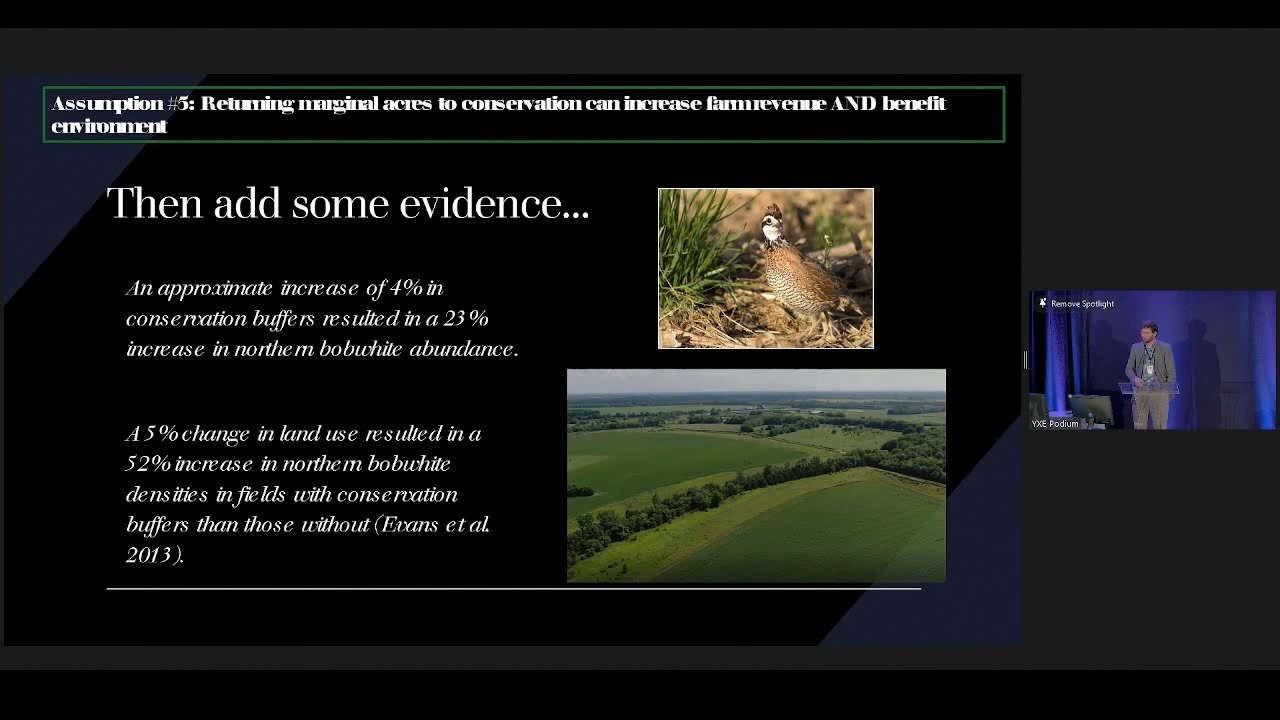 Assumption #5: Returning marginal acres to conservation can increase farm revenue AND benefit
environment
Then add some evidence...
An approximate increase of 4% in
conservation buffers resulted in a 23%
increase in northern bobwhite abundance.
A 5% change in land use resulted in a
52% increase in northern bobwhite
densities in fields with conservation
buffers than those without (Evans et al.
2013).
Remove Spotlight
YXE Podium